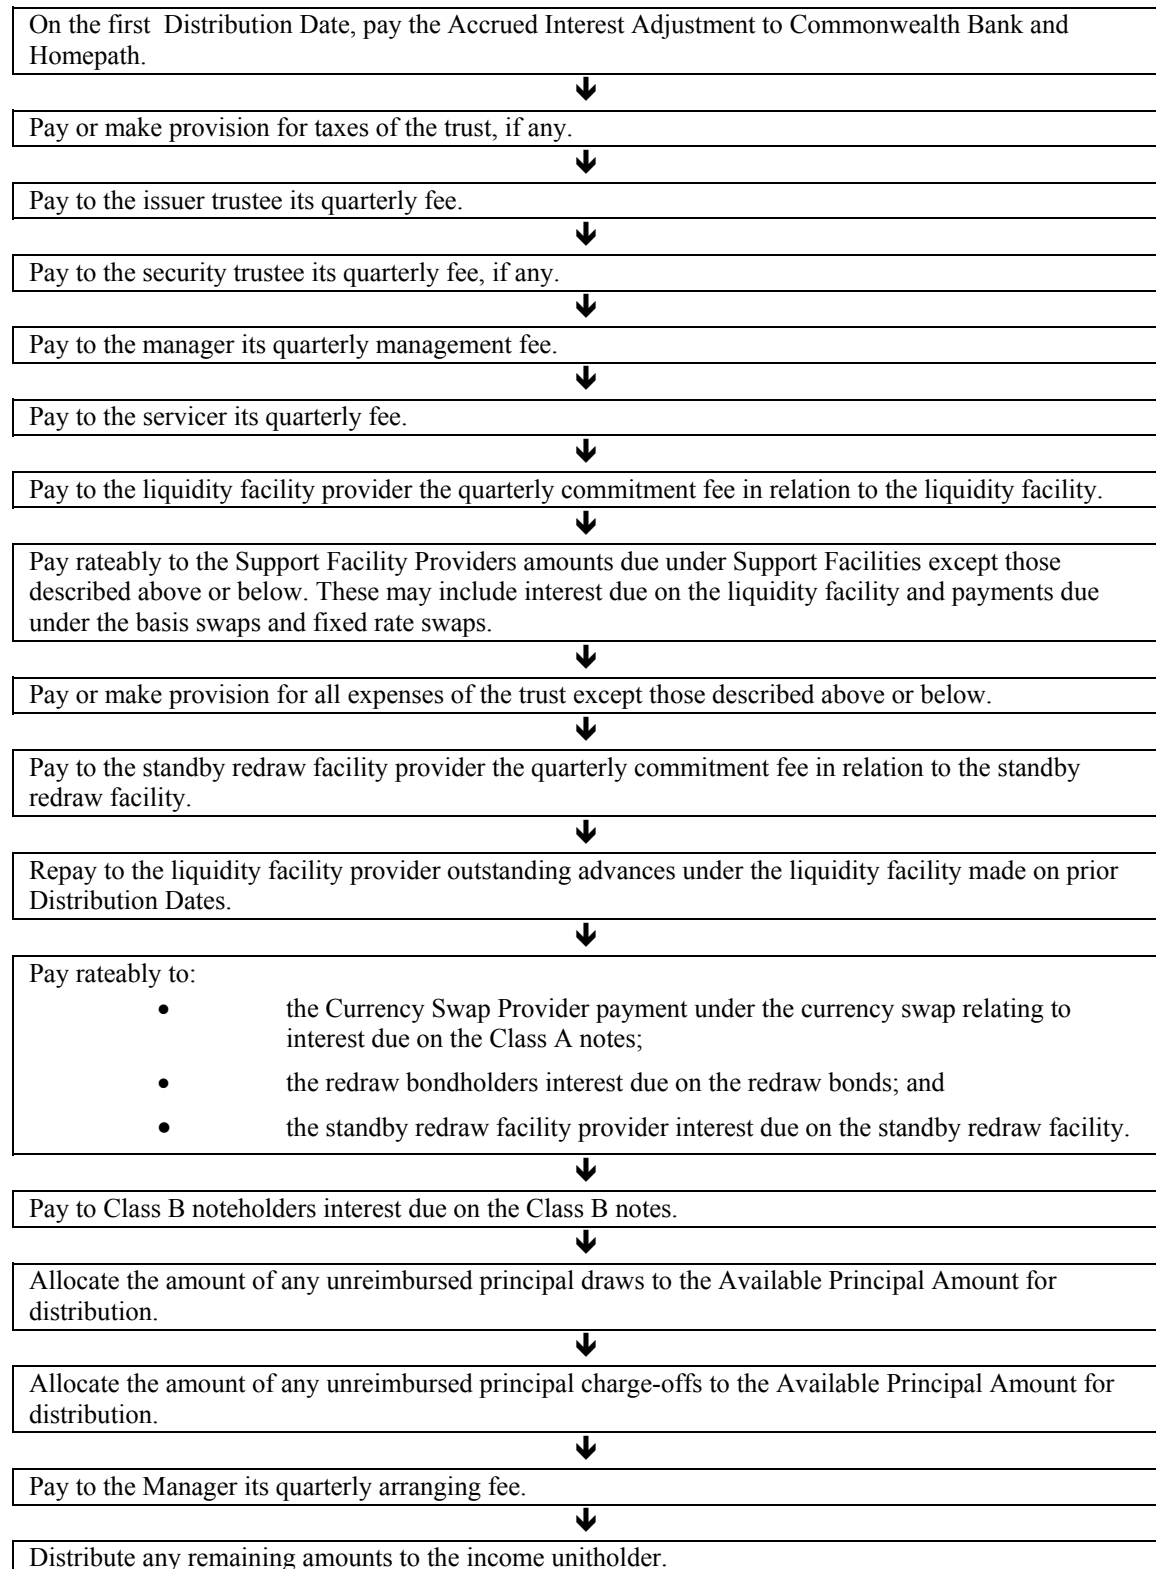 On the first  Distribution Date, pay the Accrued Interest Adjustment to Commonwealth Bank and
Homepath.
Pay or make provision for taxes of the trust, if any.
Pay to the issuer trustee its quarterly fee.
Pay to the security trustee its quarterly fee, if any.
Pay to the manager its quarterly management fee.
Pay to the servicer its quarterly fee.
Pay to the liquidity facility provider the quarterly commitment fee in relation to the liquidity facility.
Pay rateably to the Support Facility Providers amounts due under Support Facilities except those
described above or below. These may include interest due on the liquidity facility and payments due
under the basis swaps and fixed rate swaps.
Pay or make provision for all expenses of the trust except those described above or below.
Pay to the standby redraw facility provider the quarterly commitment fee in relation to the standby
redraw facility.
Repay to the liquidity facility provider outstanding advances under the liquidity facility made on prior
Distribution Dates.
Pay rateably to:
• the Currency Swap Provider payment under the currency swap relating to
interest due on the Class A notes;
• the redraw bondholders interest due on the redraw bonds; and
• the standby redraw facility provider interest due on the standby redraw facility.
Pay to Class B noteholders interest due on the Class B notes.
Allocate the amount of any unreimbursed principal draws to the Available Principal Amount for
distribution.
Allocate the amount of any unreimbursed principal charge-offs to the Available Principal Amount for
distribution.
Pay to the Manager its quarterly arranging fee.
Distribute any remaining amounts to the income unitholder.